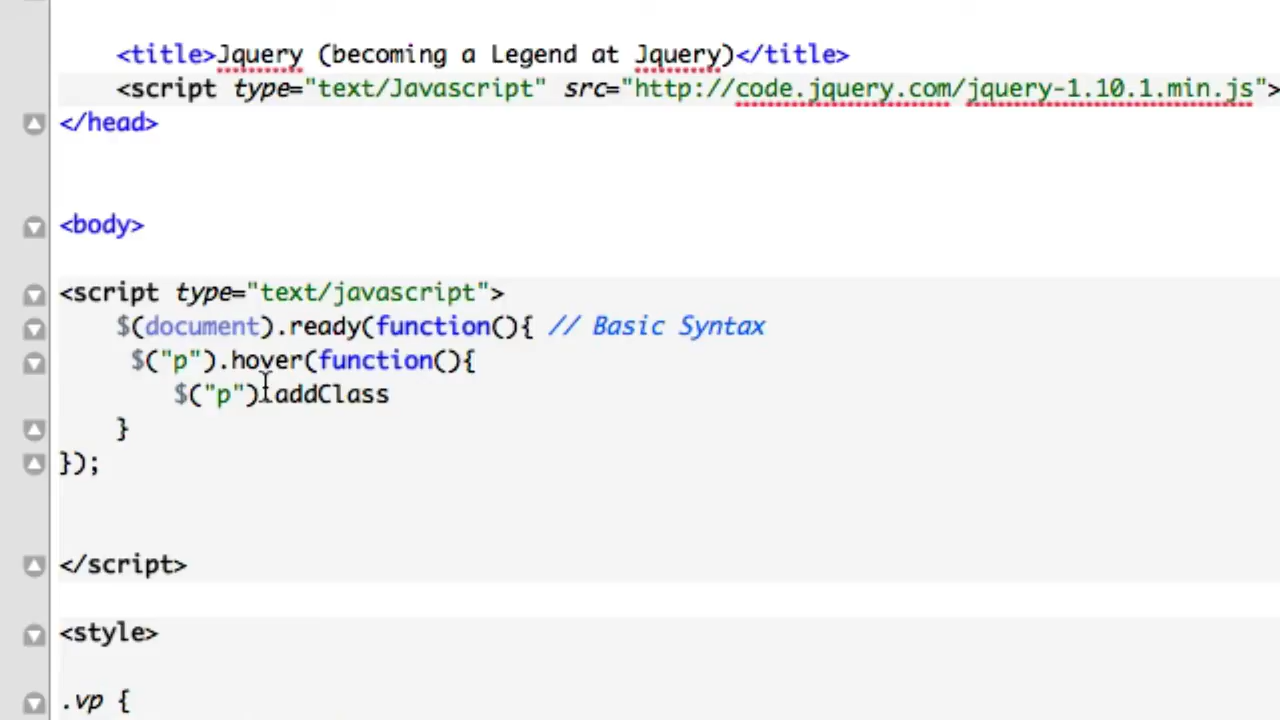 <title>Jquery (becoming a Legend at Jquery)</title>
<script type="text/Javascript" src="http://code.jquery.com/jquery-1.10.1.min.js">
</head>
<body>
<script type="text/javascript">
$(document).ready(function(){ // Basic Syntax
$("p").hover(function(){
$("p").addClass
}
});
</script>
<style>
.vp {